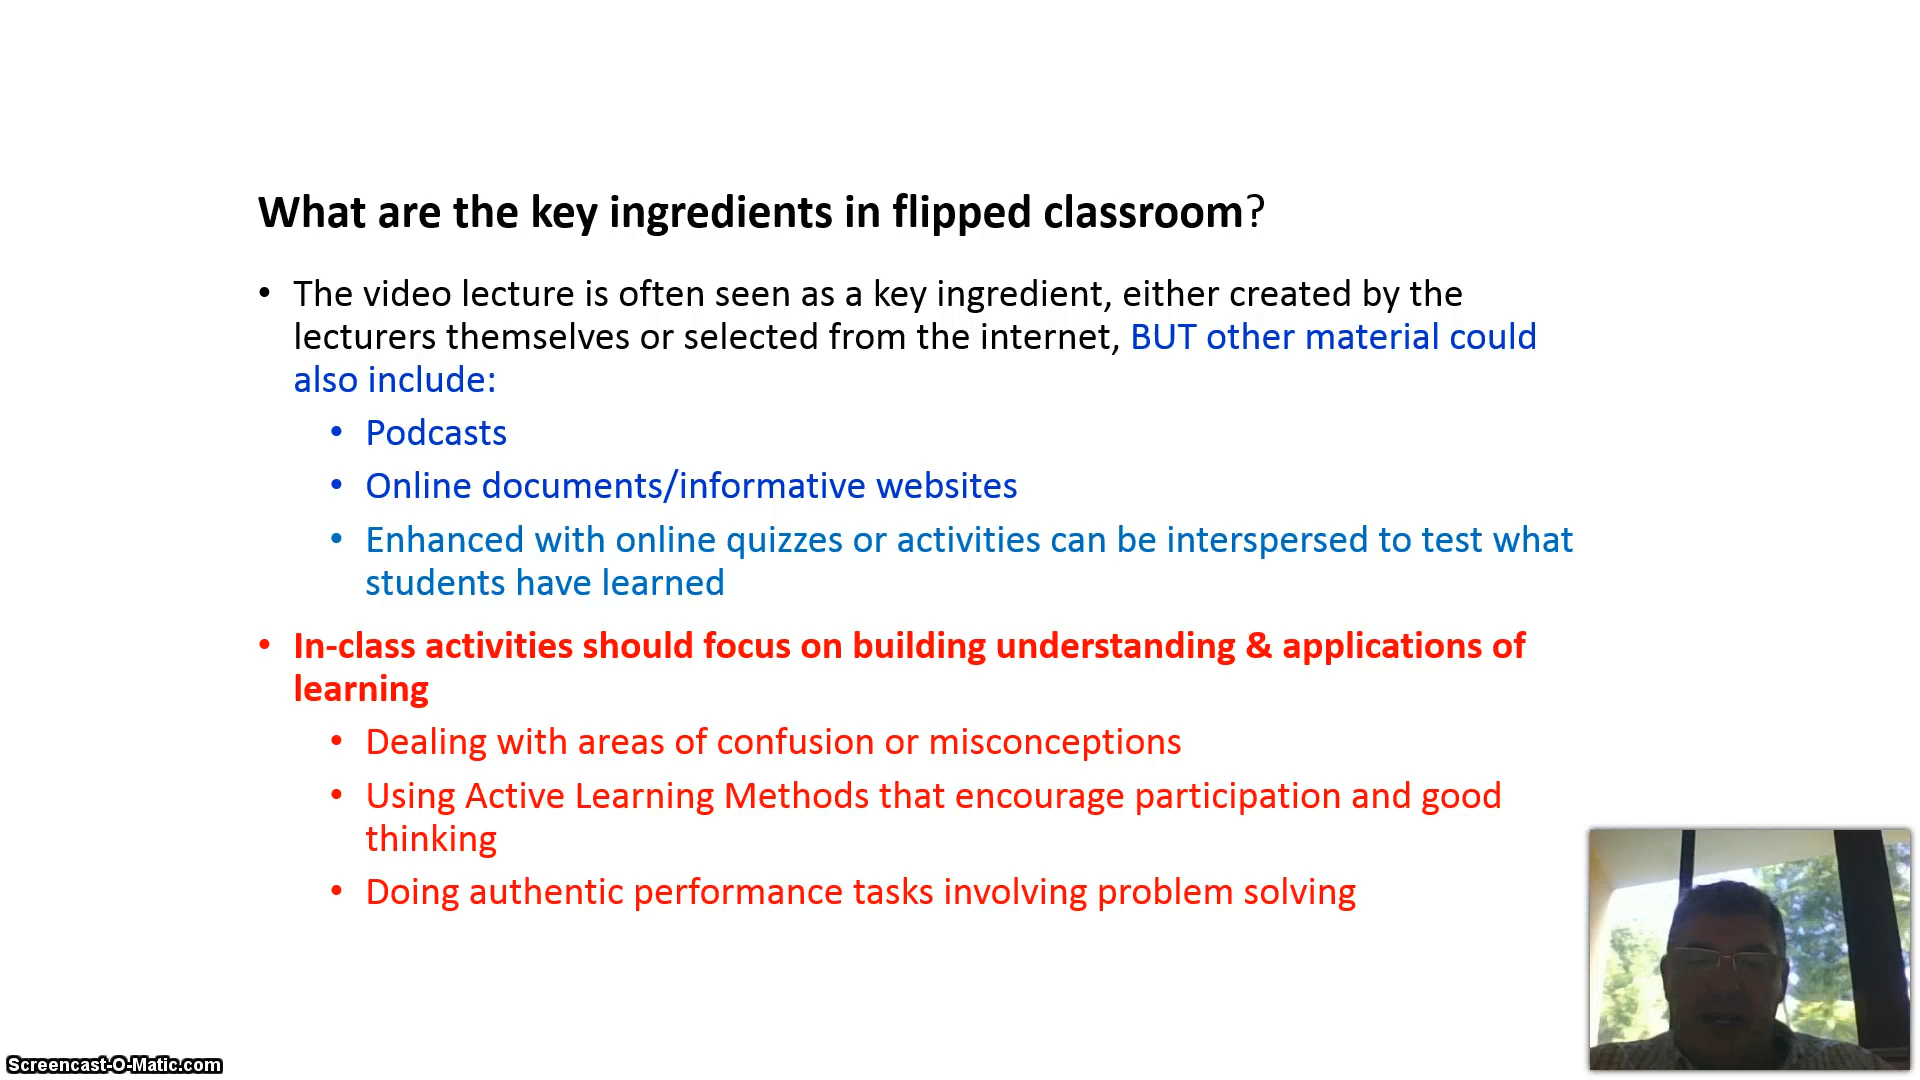 What are the key ingredients in flipped classroom?
• The video lecture is often seen as a key ingredient, either created by the
lecturers themselves or selected from the internet, BUT other material could
also include:
• Podcasts
• Online documents/informative websites
• Enhanced with online quizzes or activities can be interspersed to test what
students have learned
• In-class activities should focus on building understanding & applications of
learning
• Dealing with areas of confusion or misconceptions
• Using Active Learning Methods that encourage participation and good
thinking
• Doing authentic performance tasks involving problem solving
Screencast-O-Matic.com